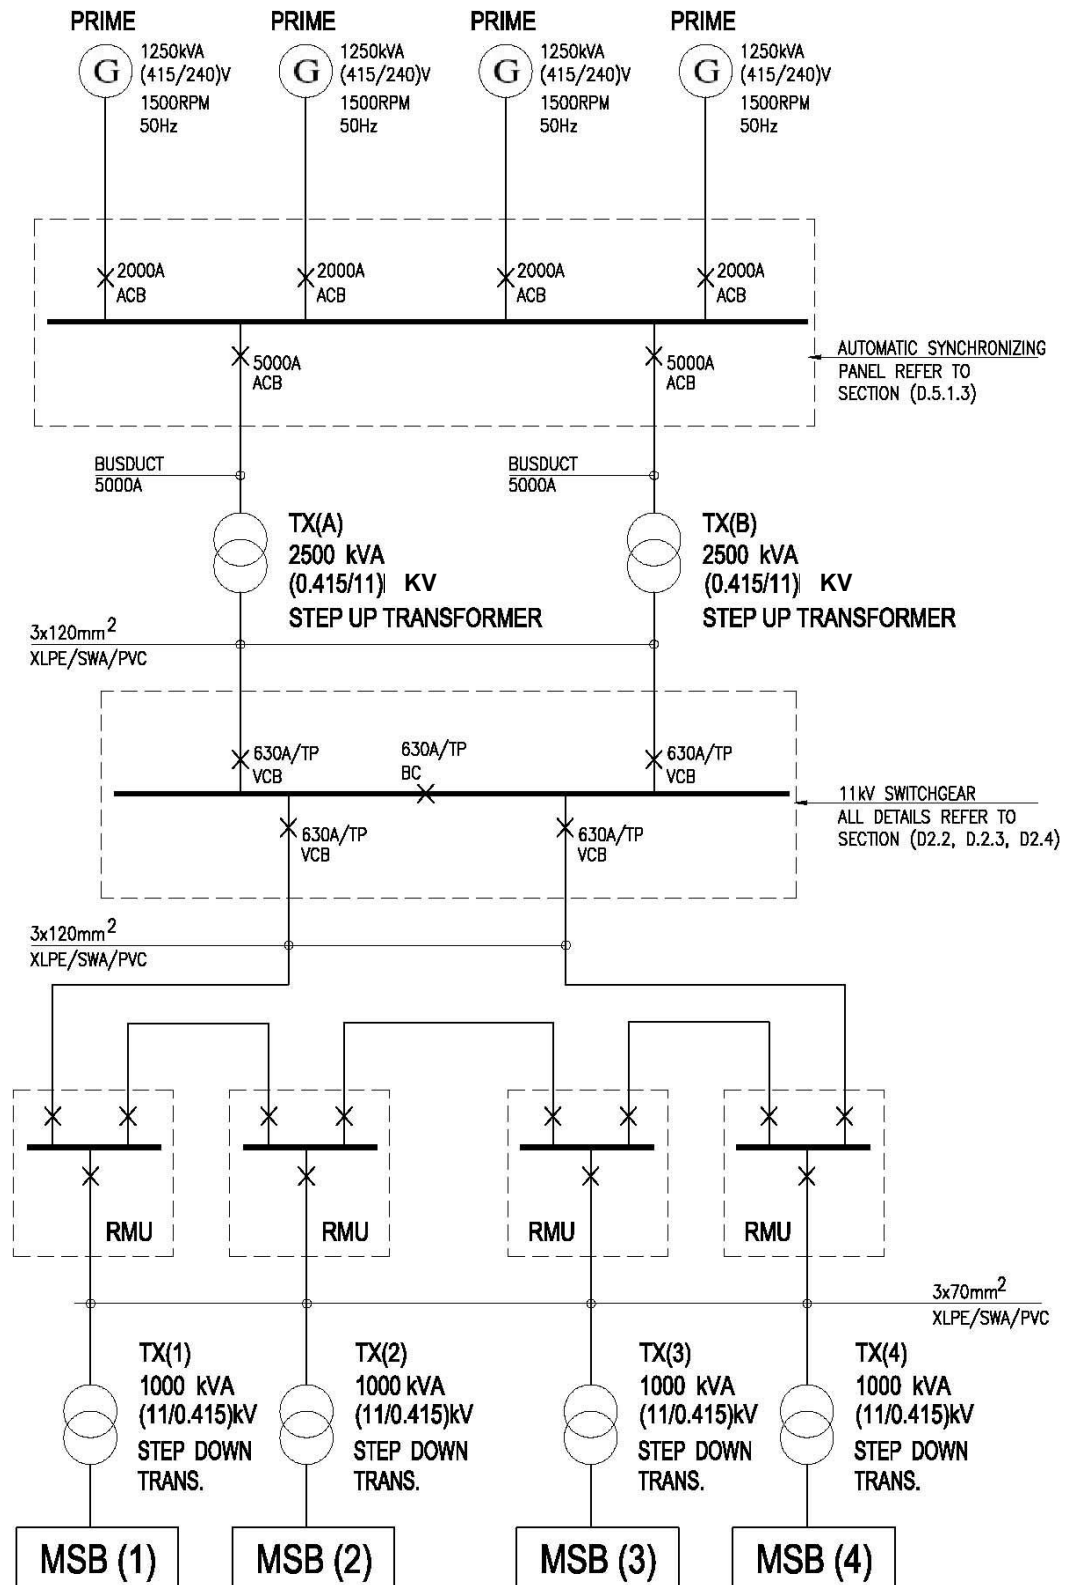 PRIME
G
1250kVA
(415/240)V
1500RPM
50Hz
PRIME
G
1250kVA
(415/240)V
1500RPM
50Hz
PRIME
G
1250kVA
(415/240)V
1500RPM
50Hz
PRIME
G
1250kVA
(415/240)V
1500RPM
50Hz
2000A
ACB
2000A
ACB
2000A
ACB
2000A
ACB
5000A
ACB
5000A
ACB
AUTOMATIC SYNCHRONIZING
PANEL REFER TO
SECTION (D.5.1.3)
BUSDUCT
5000A
BUSDUCT
5000A
TX(A)
2500 kVA
(0.415/11) KV
STEP UP TRANSFORMER
TX(B)
2500 kVA
(0.415/11) KV
STEP UP TRANSFORMER
3x120mm²
XLPE/SWA/PVC
630A/TP
VCB
630A/TP
BC
630A/TP
VCB
630A/TP
VCB
630A/TP
VCB
11kV SWITCHGEAR
ALL DETAILS REFER TO
SECTION (D2.2, D.2.3, D2.4)
3x120mm²
XLPE/SWA/PVC
RMU
RMU
RMU
RMU
3x70mm²
XLPE/SWA/PVC
TX(1)
1000 kVA
(11/0.415)kV
STEP DOWN
TRANS.
TX(2)
1000 kVA
(11/0.415)kV
STEP DOWN
TRANS.
TX(3)
1000 kVA
(11/0.415)kV
STEP DOWN
TRANS.
TX(4)
1000 kVA
(11/0.415)kV
STEP DOWN
TRANS.
MSB (1)
MSB (2)
MSB (3)
MSB (4)